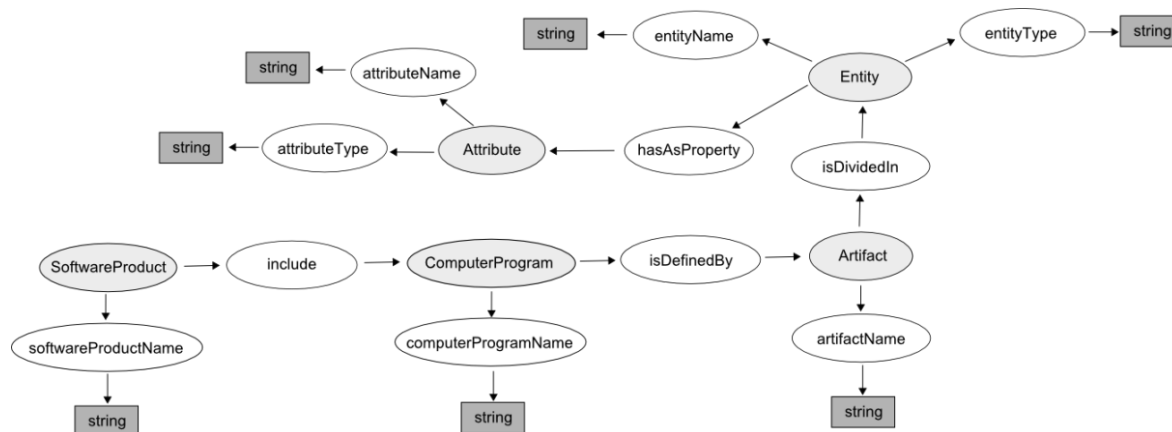 string
entityName
entityType
string
string
attributeName
Entity
string
attributeType
Attribute
hasAsProperty
isDividedIn
SoftwareProduct
include
ComputerProgram
isDefinedBy
Artifact
softwareProductName
computerProgramName
artifactName
string
string
string